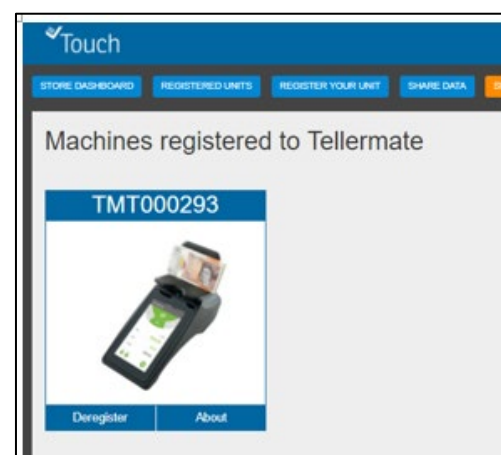 Touch
STORE DASHBOARD REGISTERED UNITS REGISTER YOUR UNIT SHARE DATA
Machines registered to Tellermate
TMT000293
Deregister About